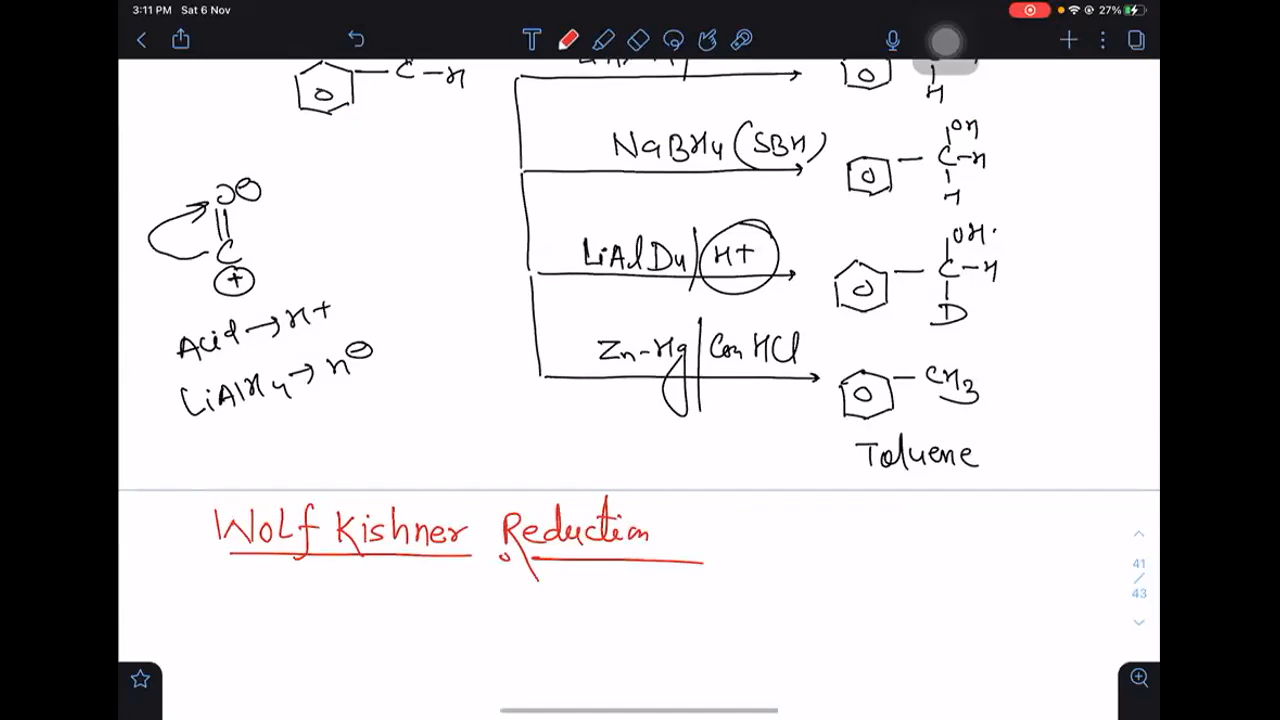 3:11 PM Sat 6 Nov
27%
C-H
H
NaBH4 (SBH)
OH
C-H
H
O⊖
C
+
LiAlD4 | H+
OH.
C-H
D
Acid → H+
LiAlH4 → H⊖
Zn-Hg | Con HCl
CH3
Toluene
Wolf Kishner Reduction
41
/
43